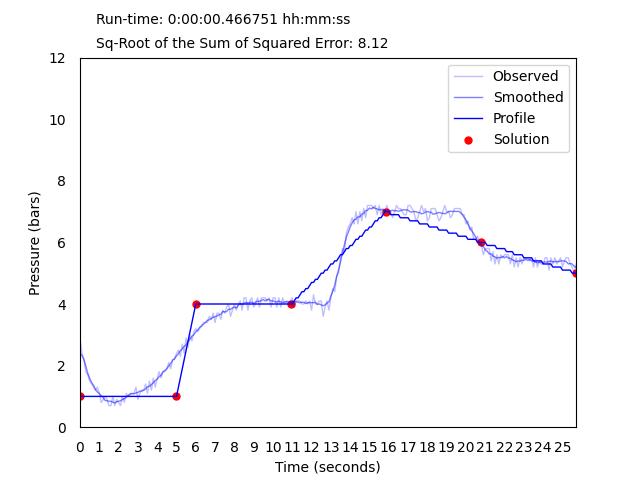 Run-time: 0:00:00.466751 hh:mm:ss
Sq-Root of the Sum of Squared Error: 8.12
12
10
8
6
4
2
0
Pressure (bars)
Observed
Smoothed
Profile
Solution
0 1 2 3 4 5 6 7 8 9 10 11 12 13 14 15 16 17 18 19 20 21 22 23 24 25
Time (seconds)